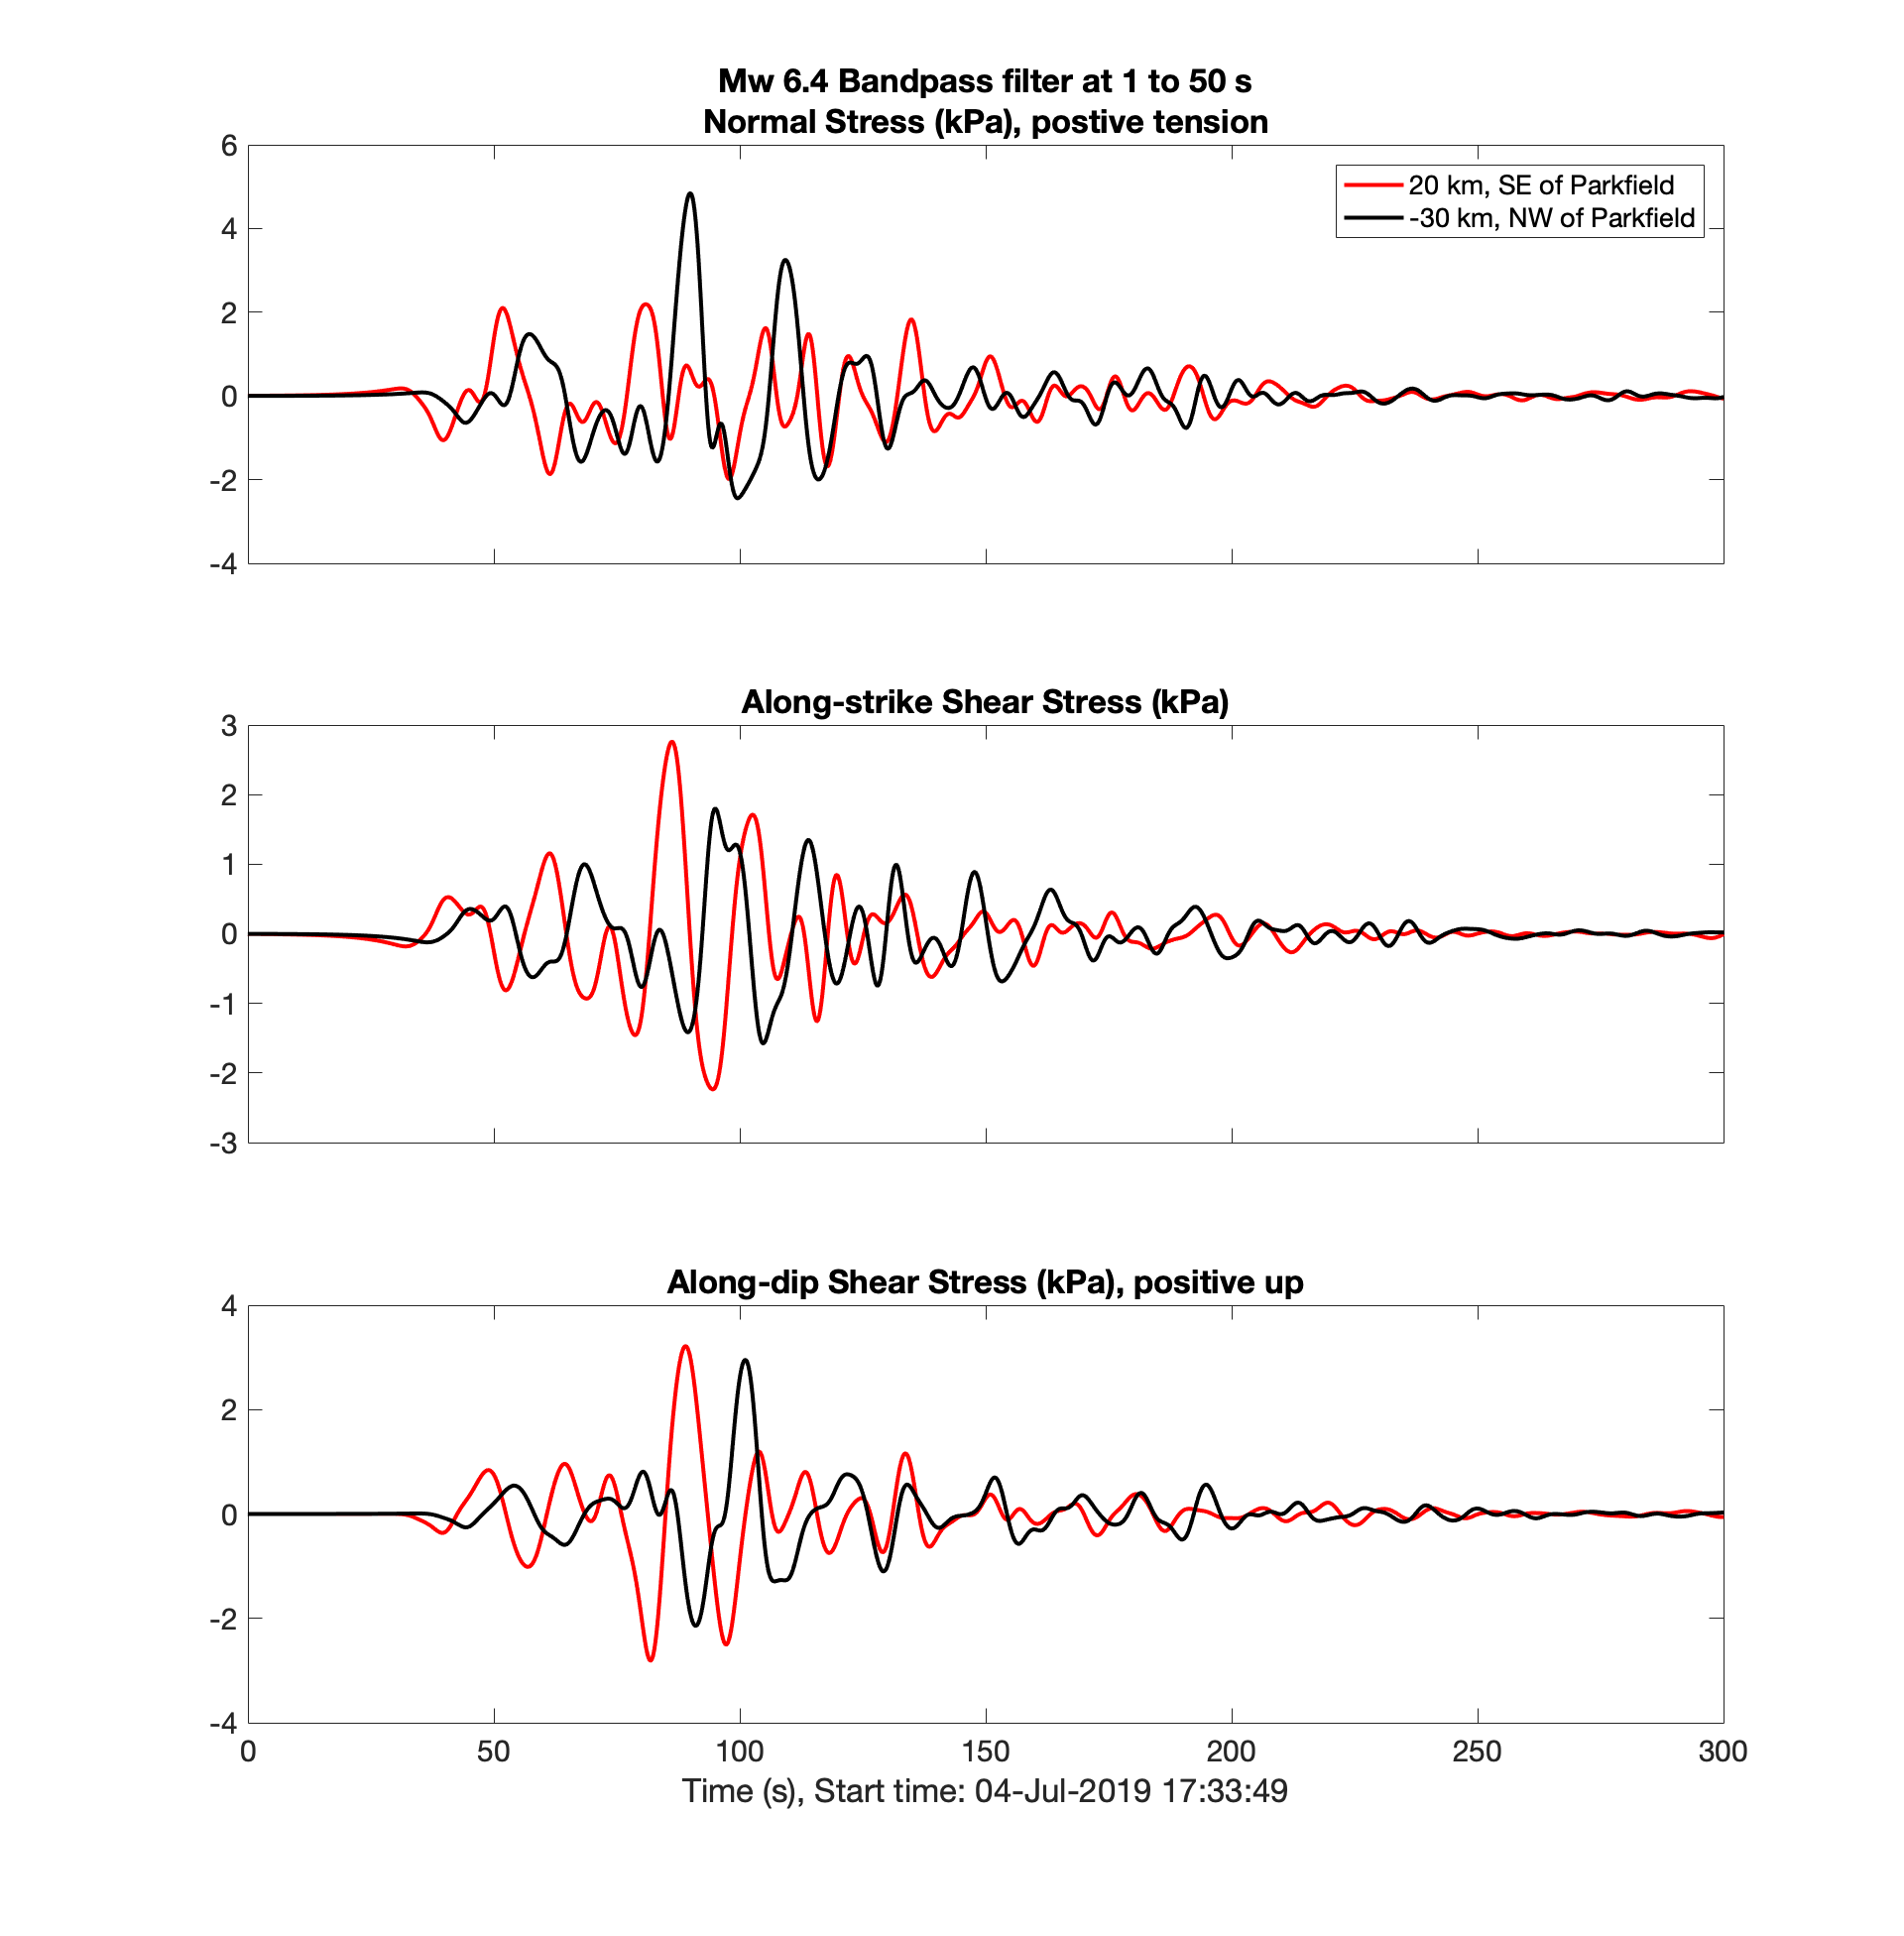 Mw 6.4 Bandpass filter at 1 to 50 s
Normal Stress (kPa), postive tension
6
4
2
0
-2
-4
20 km, SE of Parkfield
-30 km, NW of Parkfield
Along-strike Shear Stress (kPa)
3
2
1
0
-1
-2
-3
Along-dip Shear Stress (kPa), positive up
4
2
0
-2
-4
0 50 100 150 200 250 300
Time (s), Start time: 04-Jul-2019 17:33:49